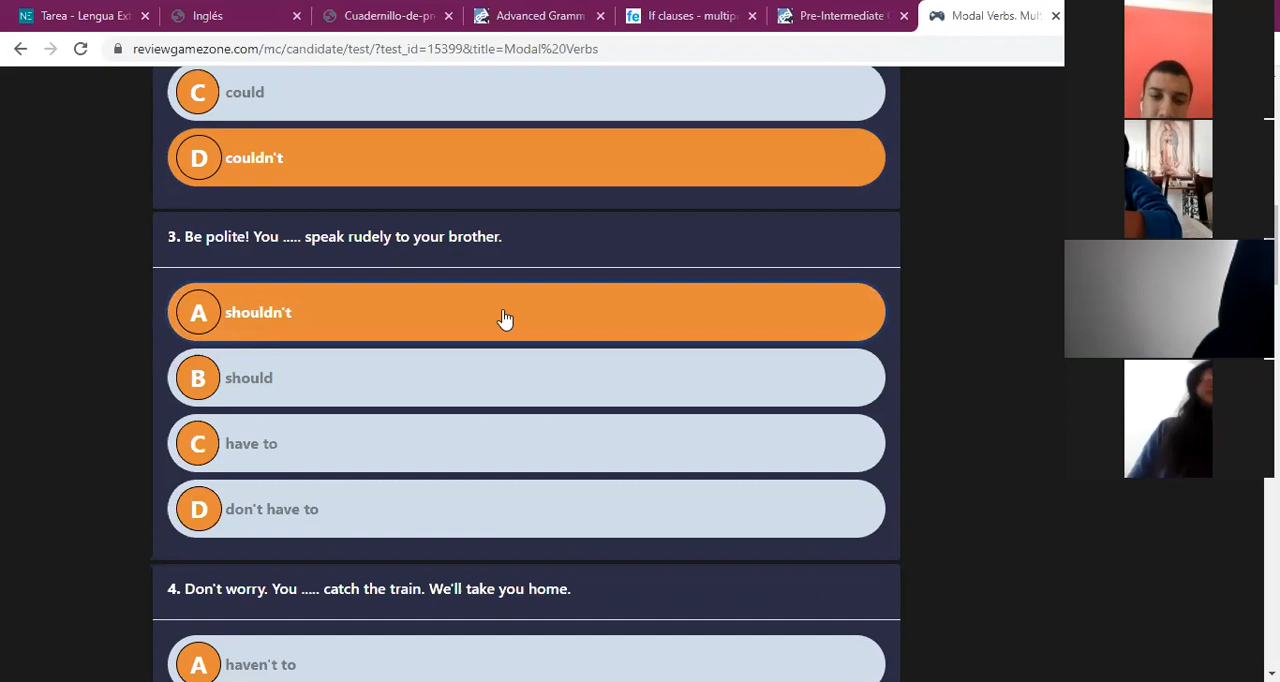 Tarea - Lengua Ext
Inglés
Cuadernillo-de-pr
Advanced Gramm
If clauses - multip
Pre-Intermediate
Modal Verbs. Mul
reviewgamezone.com/mc/candidate/test/?test_id=15399&title=Modal%20Verbs
C could
D couldn't
3. Be polite! You ..... speak rudely to your brother.
A shouldn't
B should
C have to
D don't have to
4. Don't worry. You ..... catch the train. We'll take you home.
A haven't to